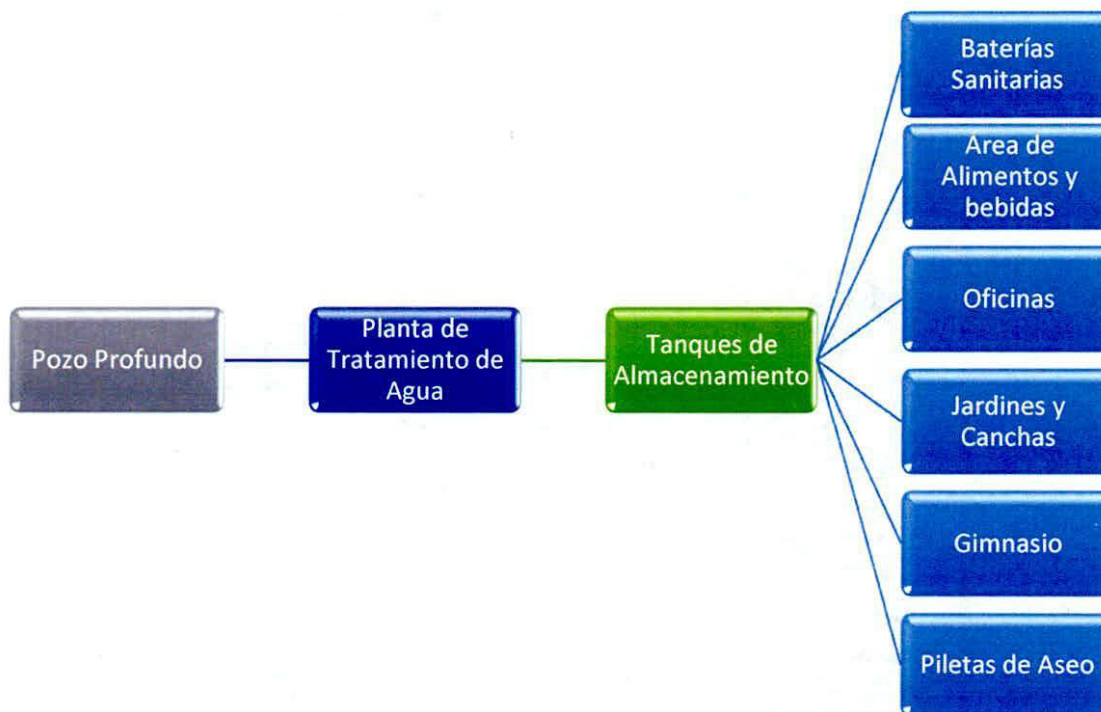 Pozo Profundo
Planta de
Tratamiento de
Agua
Tanques de
Almacenamiento
Baterías
Sanitarias
Área de
Alimentos y
bebidas
Oficinas
Jardines y
Canchas
Gimnasio
Piletas de Aseo